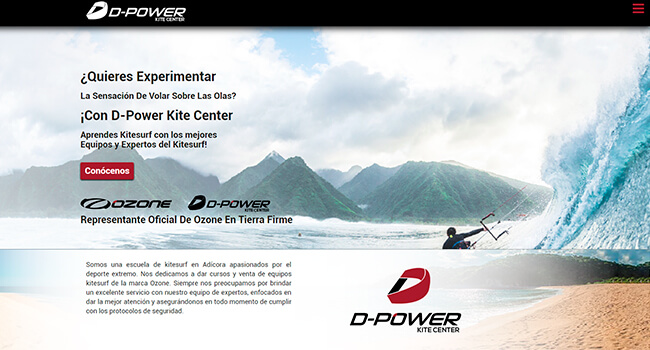 D-POWER
KITE CENTER
¿Quieres Experimentar
La Sensación De Volar Sobre Las Olas?
¡Con D-Power Kite Center
Aprendes Kitesurf con los mejores
Equipos y Expertos del Kitesurf!
Conócenos
OZONE D-POWER
KITE CENTER
Representante Oficial De Ozone En Tierra Firme
Somos una escuela de kitesurf en Adícora apasionados por el
deporte extremo. Nos dedicamos a dar cursos y venta de equipos
kitesurf de la marca Ozone. Siempre nos preocupamos por brindar
un excelente servicio con nuestro equipo de expertos, enfocados en
dar la mejor atención y asegurándonos en todo momento de cumplir
con los protocolos de seguridad.
D-POWER
KITE CENTER